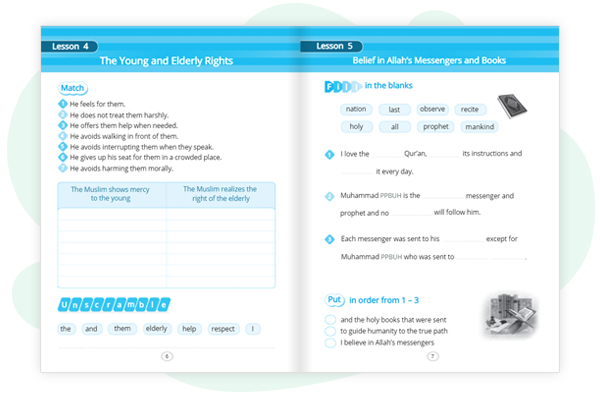 Lesson 4
The Young and Elderly Rights
Match
1 He feels for them.
2 He does not treat them harshly.
3 He offers them help when needed.
4 He avoids walking in front of them.
5 He avoids interrupting them when they speak.
6 He gives up his seat for them in a crowded place.
7 He avoids harming them morally.
The Muslim shows mercy
to the young
The Muslim realizes the
right of the elderly
Unscramble
the and them elderly help respect I
6
Lesson 5
Belief in Allah's Messengers and Books
Fill in the blanks
nation last observe recite
holy all prophet mankind
1 I love the Qur'an, its instructions and
it every day.
2 Muhammad PPBUH is the messenger and
prophet and no will follow him.
3 Each messenger was sent to his except for
Muhammad PPBUH who was sent to .
Put in order from 1 – 3
and the holy books that were sent
to guide humanity to the true path
I believe in Allah's messengers
7